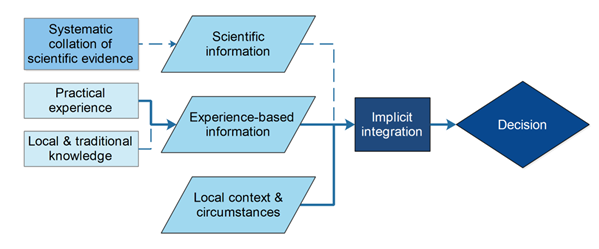 Systematic
collation of
scientific evidence
Scientific
information
Practical
experience
Local & traditional
knowledge
Experience-based
information
Local context &
circumstances
Implicit
integration
Decision